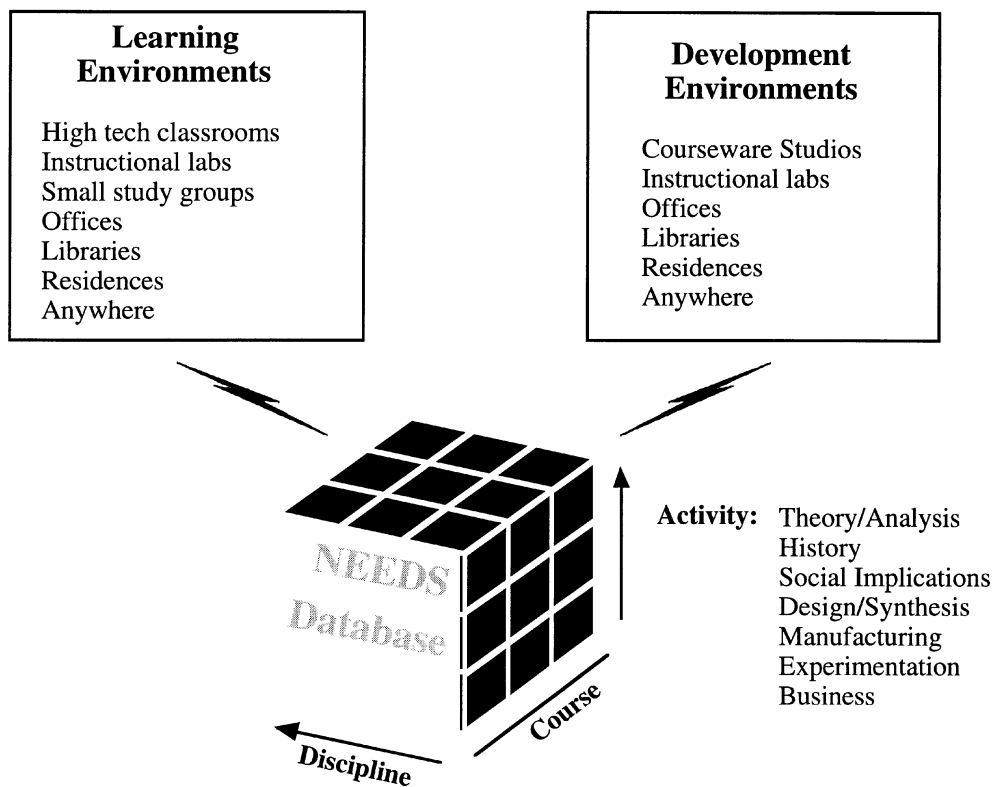 Learning
Environments
High tech classrooms
Instructional labs
Small study groups
Offices
Libraries
Residences
Anywhere
Development
Environments
Courseware Studios
Instructional labs
Offices
Libraries
Residences
Anywhere
NEEDS
Database
Activity: Theory/Analysis
History
Social Implications
Design/Synthesis
Manufacturing
Experimentation
Business
Course
Discipline